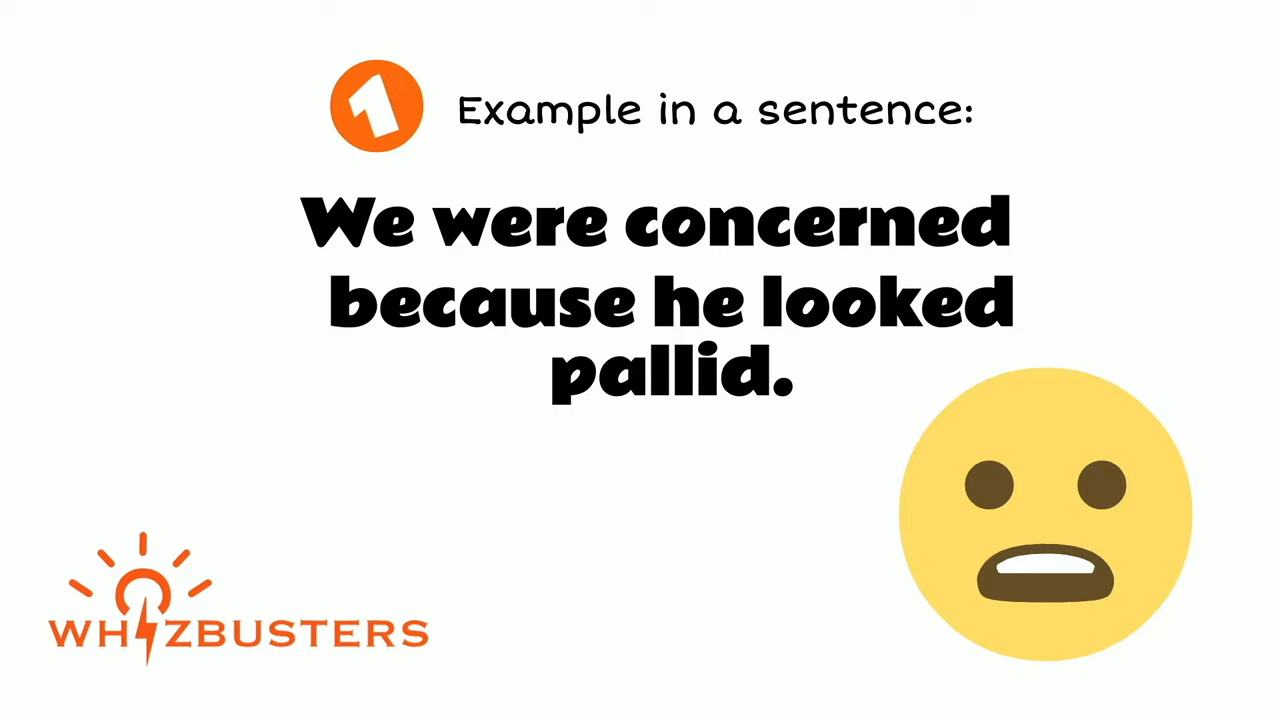 1 Example in a sentence:
We were concerned
because he looked
pallid.
WHIZBUSTERS